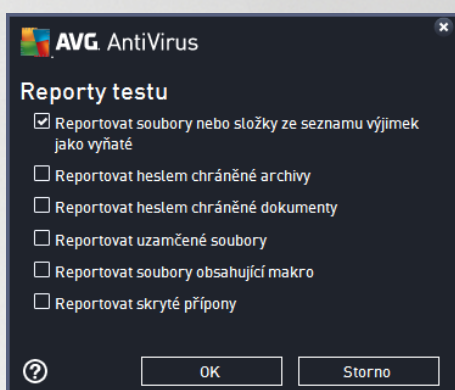 AVG. AntiVirus
Reporty testu
Reportovat soubory nebo složky ze seznamu výjimek
jako vyňaté
Reportovat heslem chráněné archivy
Reportovat heslem chráněné dokumenty
Reportovat uzamčené soubory
Reportovat soubory obsahující makro
Reportovat skryté přípony
? OK Storno